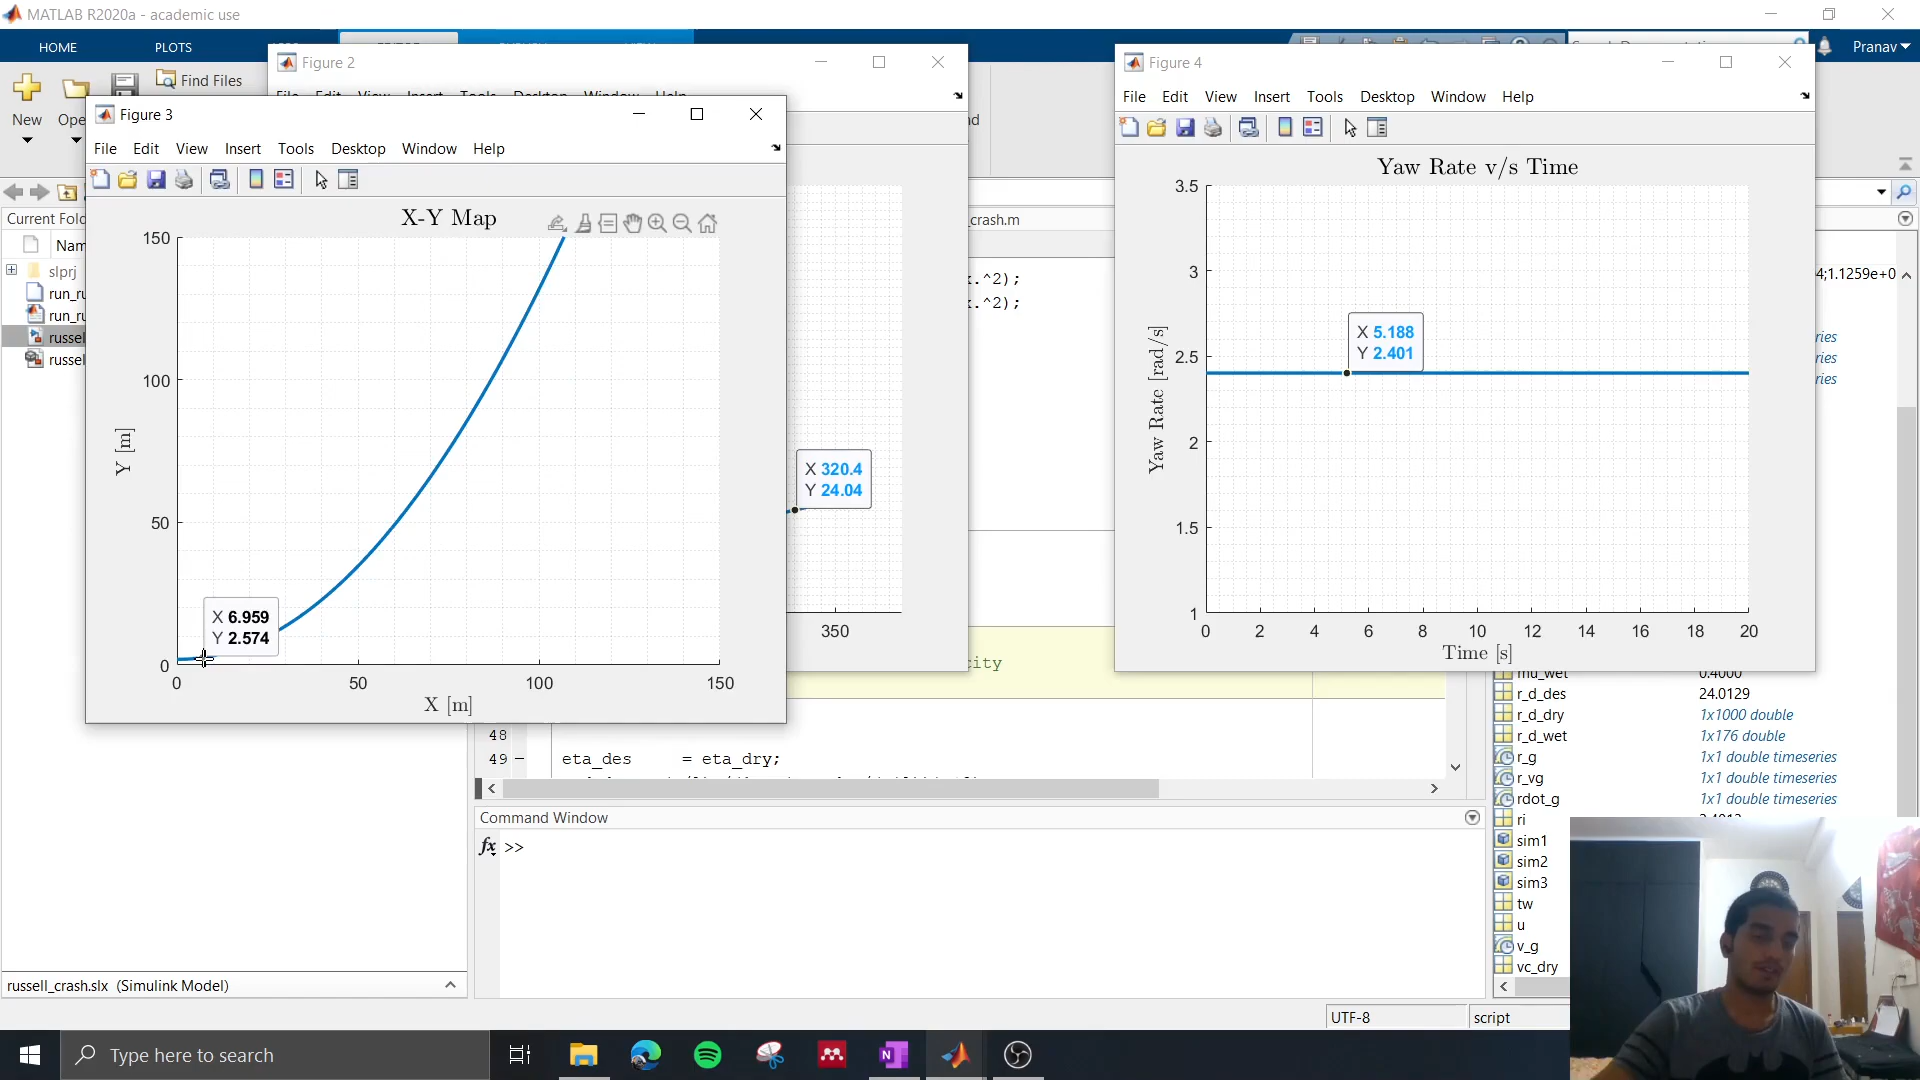 MATLAB R2020a - academic use
HOME
PLOTS
Pranav
New
Find Files
Figure 2
Figure 3
File Edit View Insert Tools Desktop Window Help
X-Y Map
150
100
50
0
Y [m]
X 6.959
Y 2.574
0 50 100 150
X [m]
X 320.4
Y 24.04
350
Figure 4
File Edit View Insert Tools Desktop Window Help
Yaw Rate v/s Time
3.5
3
2.5
2
1.5
1
Yaw Rate [rad/s]
X 5.188
Y 2.401
0 2 4 6 8 10 12 14 16 18 20
Time [s]
_crash.m
.^2);
.^2);
city
48
49 eta_des = eta_dry;
Current Fold
Nam
slprj
run_ru
run_ru
russel
russel
russell_crash.slx (Simulink Model)
Command Window
fx >>
4;1.1259e+0
ries
ries
ries
mu_wet 0.4000
r_d_des 24.0129
r_d_dry 1x1000 double
r_d_wet 1x176 double
r_g 1x1 double timeseries
r_vg 1x1 double timeseries
rdot_g 1x1 double timeseries
ri
sim1
sim2
sim3
tw
u
v_g
vc_dry
UTF-8
script
Type here to search